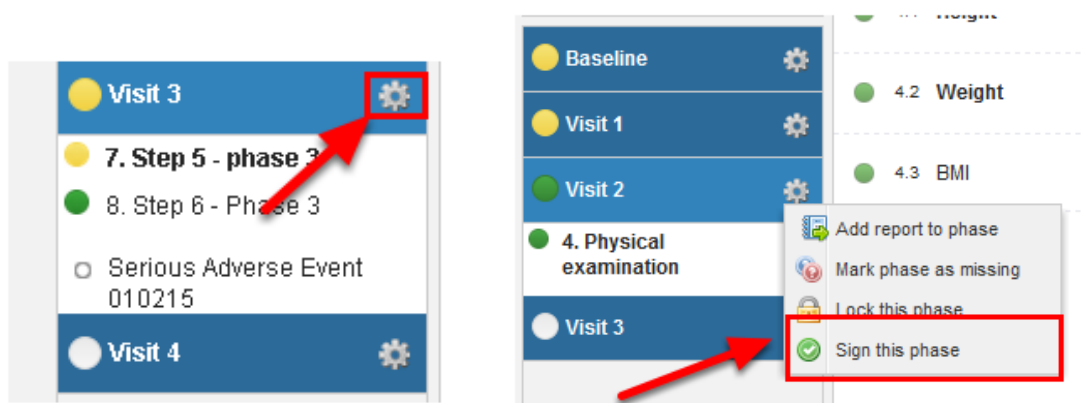 Visit 3
7. Step 5 - phase 3
8. Step 6 - Phase 3
Serious Adverse Event
010215
Visit 4
Baseline
Visit 1
Visit 2
4. Physical
examination
Visit 3
4.2 Weight
4.3 BMI
Add report to phase
Mark phase as missing
Lock this phase
Sign this phase